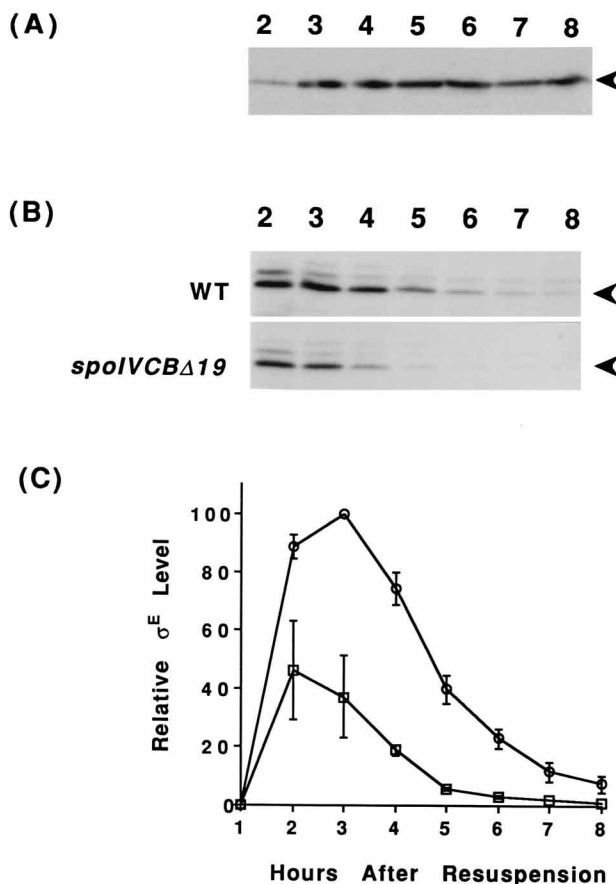 (A)
2 3 4 5 6 7 8
(B)
2 3 4 5 6 7 8
WT
spoIVCBΔ19
(C)
Relative σE Level
100
80
60
40
20
0
1 2 3 4 5 6 7 8
Hours After Resuspension